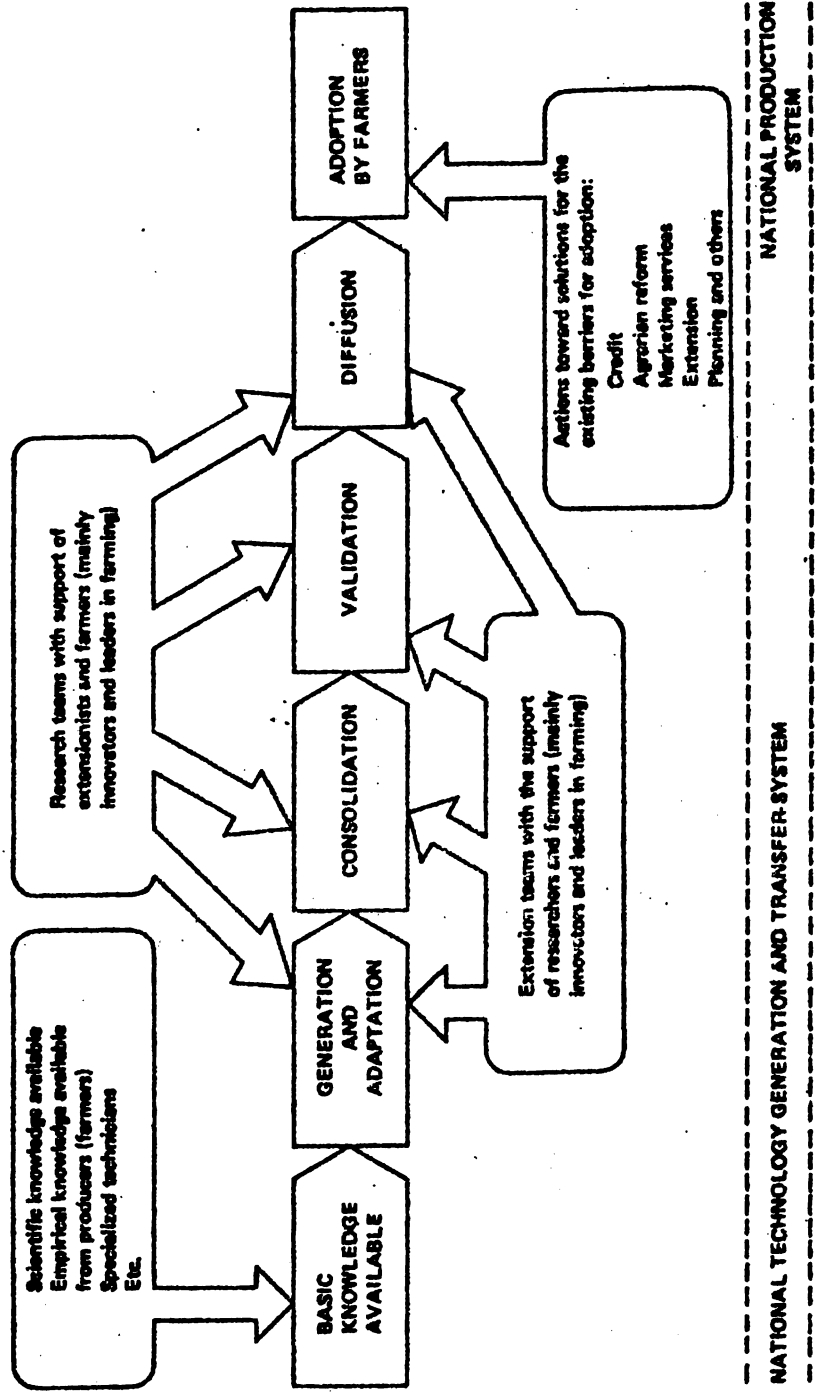 Scientific knowledge available
Empirical knowledge available
from producers (farmers)
Specialized technicians
Etc.
Research teams with support of
extensionists and farmers (mainly
innovators and leaders in farming)
BASIC
KNOWLEDGE
AVAILABLE
GENERATION
AND
ADAPTATION
CONSOLIDATION
VALIDATION
DIFFUSION
ADOPTION
BY FARMERS
Extension teams with the support
of researchers and farmers (mainly
innovators and leaders in farming)
Actions toward solutions for the
existing barriers for adoption:
Credit
Agrarien reform
Marketing services
Extension
Planning and others
NATIONAL TECHNOLOGY GENERATION AND TRANSFER-SYSTEM
NATIONAL PRODUCTION
SYSTEM